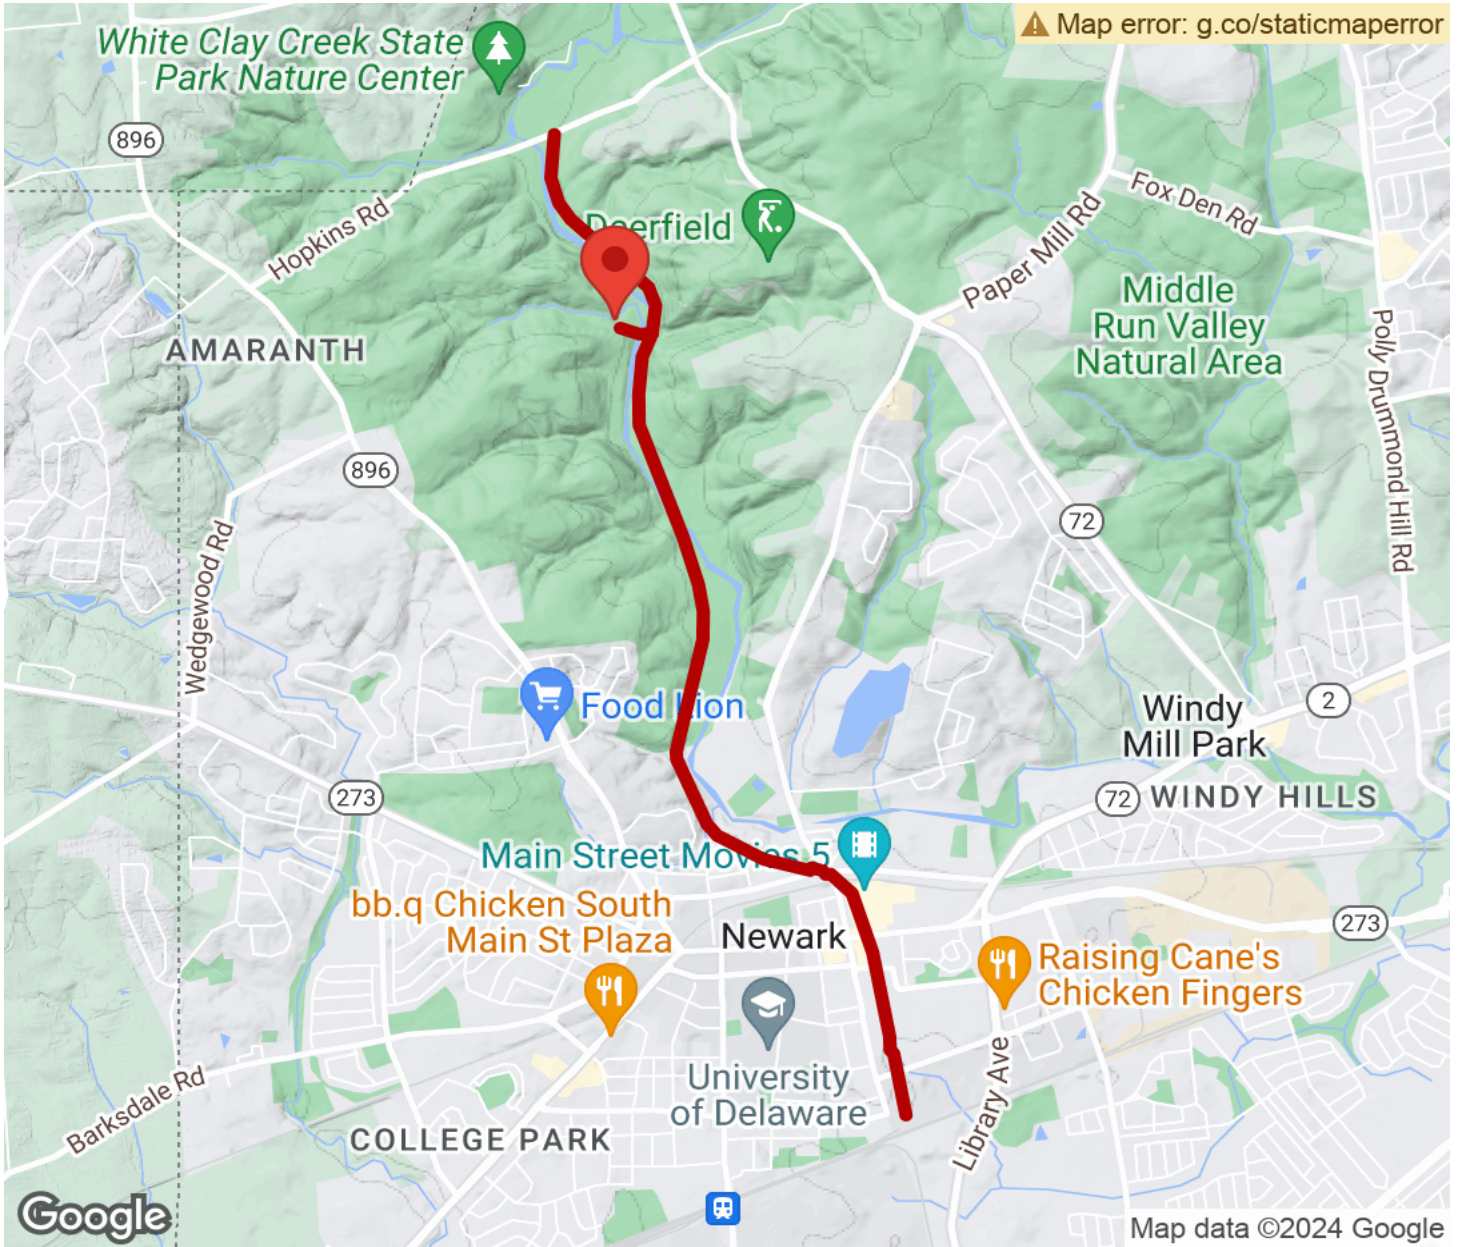 Map error: g.co/staticmaperror
White Clay Creek State
Park Nature Center
896
Fox Den Rd
Hopkins Rd
Deerfield
Paper Mill Rd
Middle
Run Valley
Natural Area
AMARANTH
Polly Drummond Hill Rd
896
72
Wedgewood Rd
Food Lion
2
Windy
Mill Park
273
72
WINDY HILLS
Main Street Movies 5
bb.q Chicken South
Main St Plaza
Newark
273
Raising Cane's
Chicken Fingers
University
of Delaware
Barksdale Rd
Library Ave
COLLEGE PARK
Google
Map data ©2024 Google